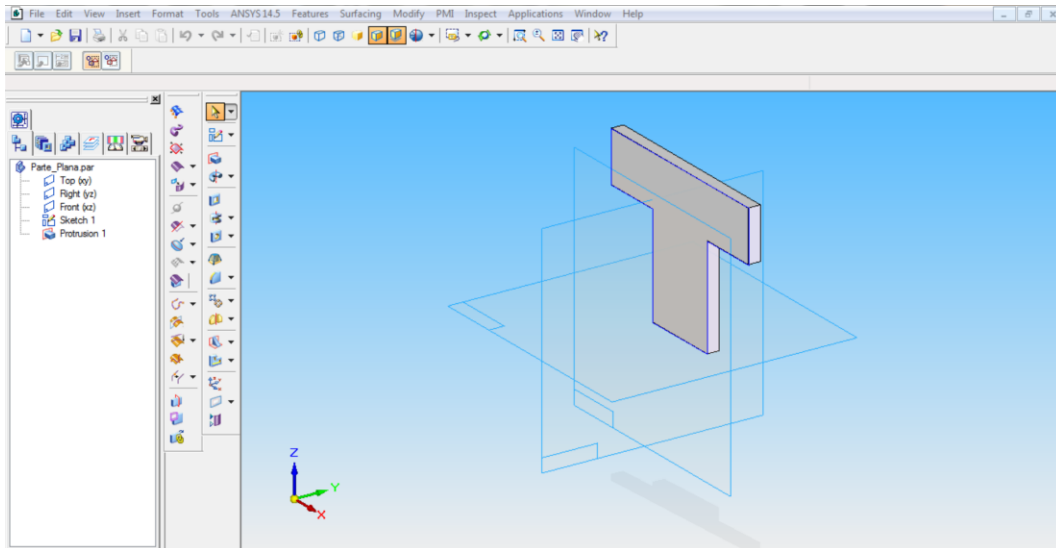 File Edit View Insert Format Tools ANSYS 14.5 Features Surfacing Modify PMI Inspect Applications Window Help
Parte_Plana.par
Top (xy)
Right (yz)
Front (xz)
Sketch 1
Protrusion 1
Z
Y
X